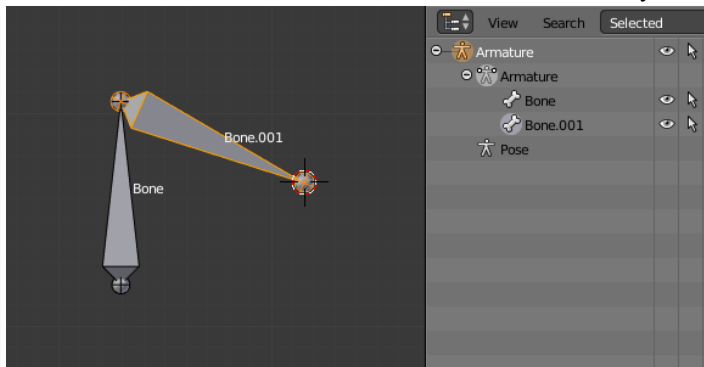 View Search Selected
Armature
Armature
Bone
Bone.001
Pose
Bone.001
Bone